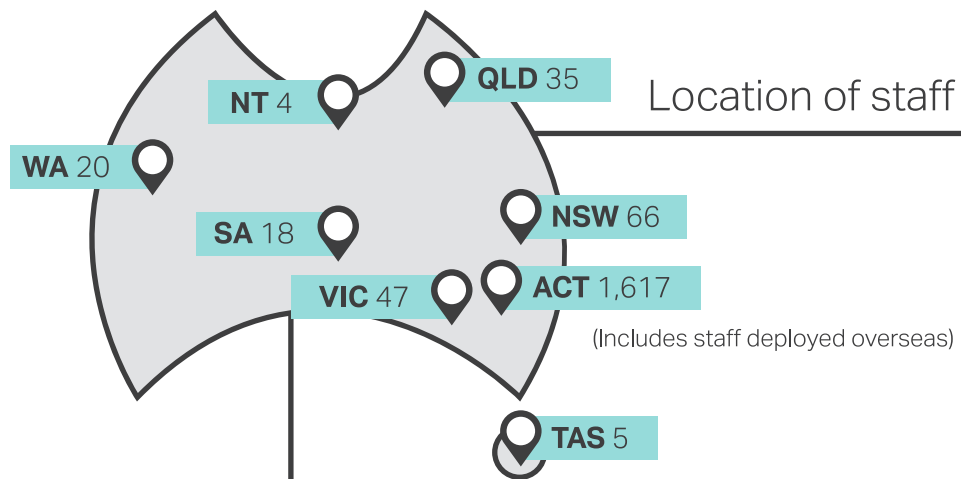 QLD 35
Location of staff
NT 4
WA 20
NSW 66
SA 18
ACT 1,617
VIC 47
(Includes staff deployed overseas)
TAS 5